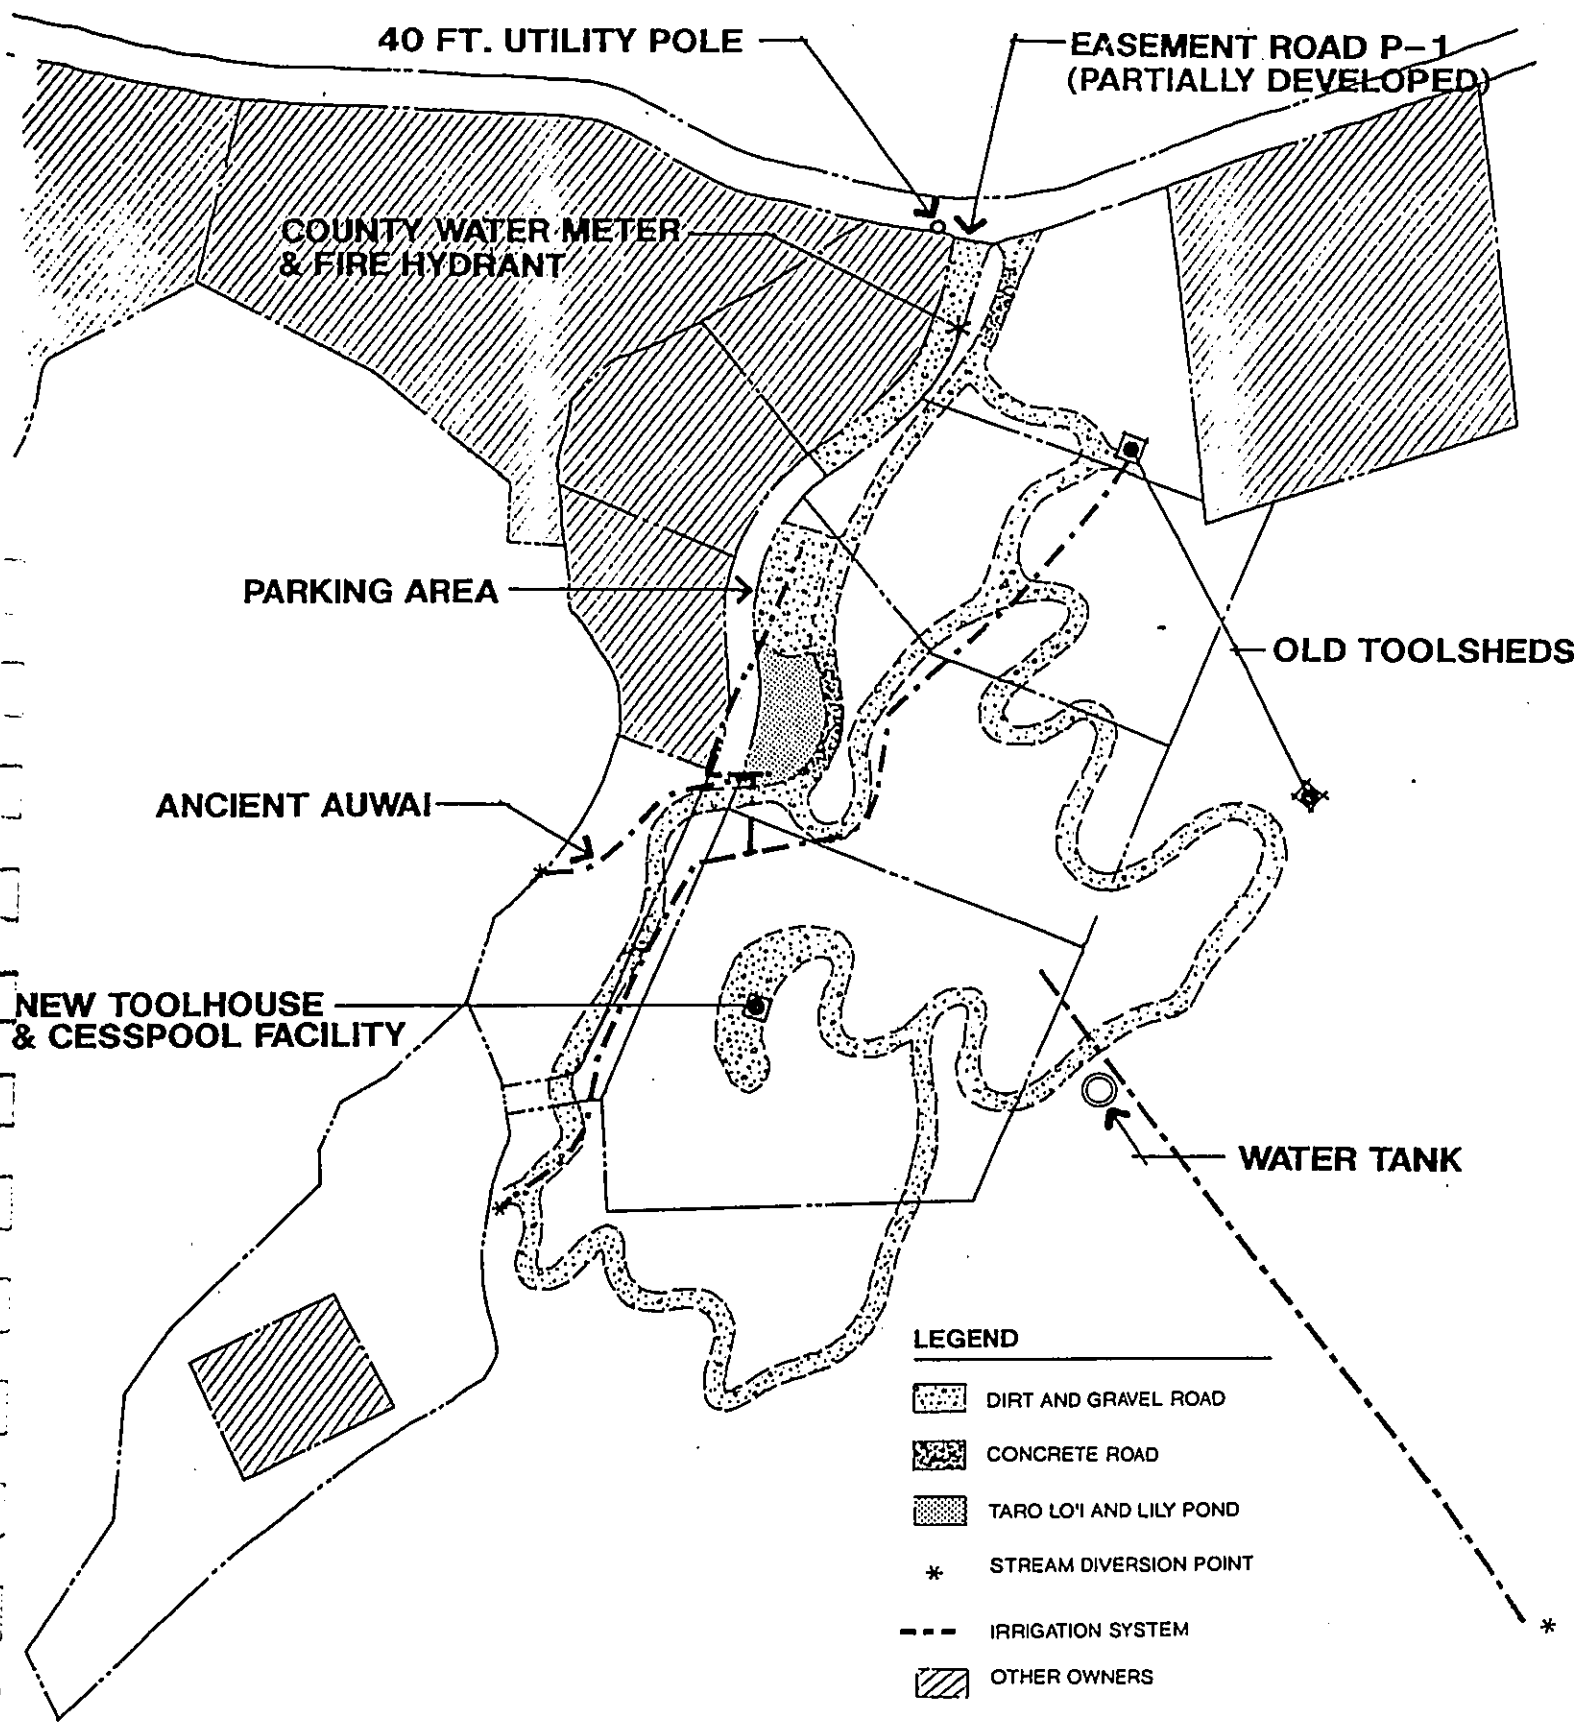 40 FT. UTILITY POLE
EASEMENT ROAD P-1
(PARTIALLY DEVELOPED)
COUNTY WATER METER
& FIRE HYDRANT
PARKING AREA
OLD TOOLSHEDS
ANCIENT AUWAI
NEW TOOLHOUSE
& CESSPOOL FACILITY
WATER TANK
LEGEND
DIRT AND GRAVEL ROAD
CONCRETE ROAD
TARO LO'I AND LILY POND
STREAM DIVERSION POINT
IRRIGATION SYSTEM
OTHER OWNERS